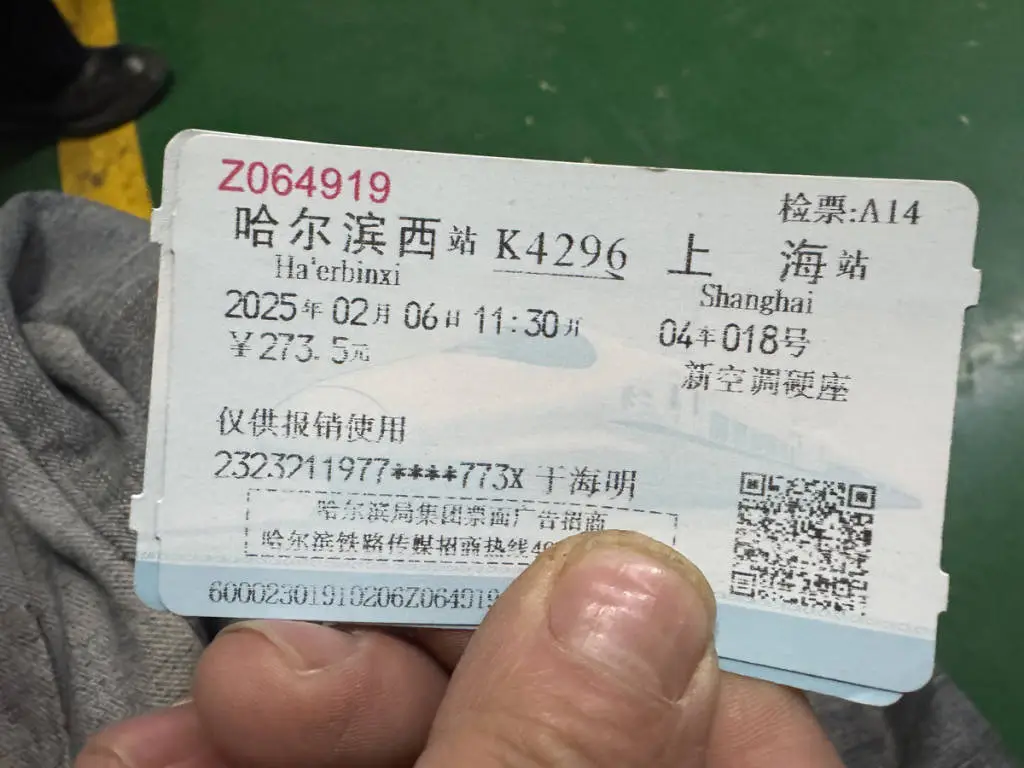 Z064919
检票:A14
哈尔滨西站 K4296 上海站
Ha'erbinxi Shanghai
2025年02月06日 11:30开 04车018号
¥273.5元 新空调硬座
仅供报销使用
2323211977****773X 于海明
哈尔滨局集团票面广告招商
哈尔滨铁路传媒招商热线
60002301910206Z064919